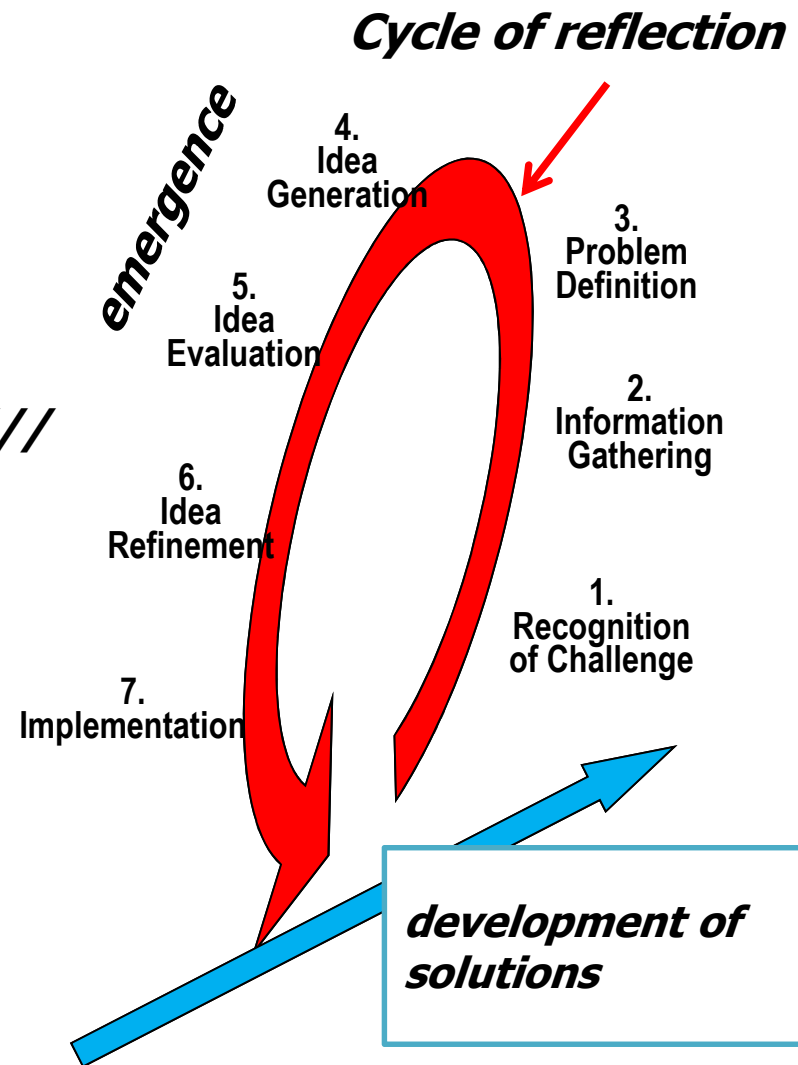 Cycle of reflection
emergence
4.
Idea
Generation
3.
Problem
Definition
5.
Idea
Evaluation
2.
Information
Gathering
//
6.
Idea
Refinement
1.
Recognition
of Challenge
7.
Implementation
development of
solutions